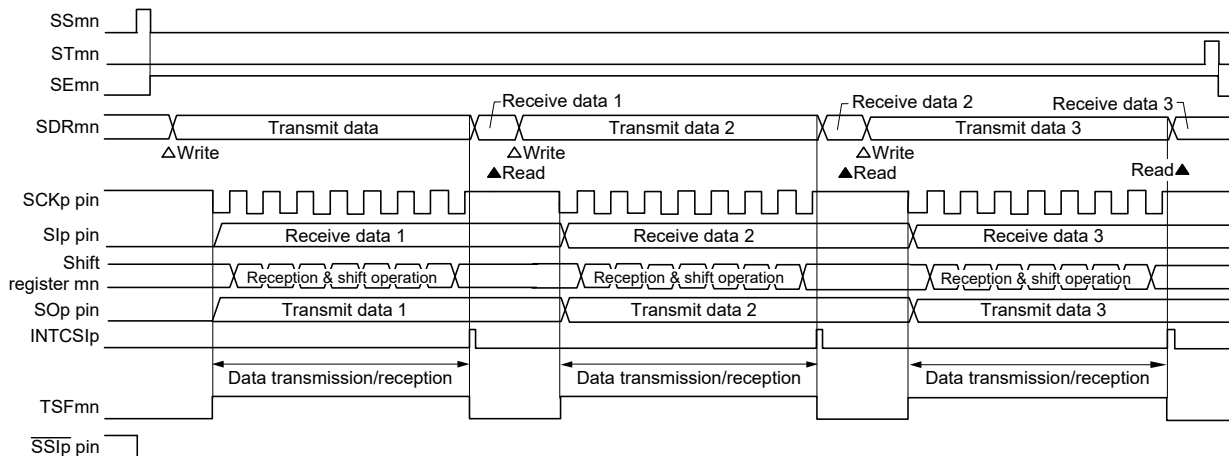 SSmn
STmn
SEmn
Receive data 1
Receive data 2
Receive data 3
SDRmn
Transmit data
Transmit data 2
Transmit data 3
△Write
△Write
△Write
▲Read
▲Read
Read▲
SCKp pin
SIp pin
Receive data 1
Receive data 2
Receive data 3
Shift
register mn
Reception & shift operation
Reception & shift operation
Reception & shift operation
SOp pin
Transmit data 1
Transmit data 2
Transmit data 3
INTCSIp
Data transmission/reception
Data transmission/reception
Data transmission/reception
TSFmn
SSIp pin